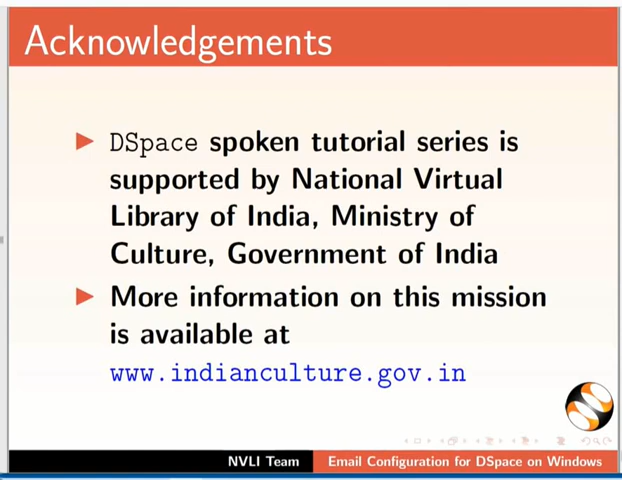 Acknowledgements
DSpace spoken tutorial series is
supported by National Virtual
Library of India, Ministry of
Culture, Government of India
More information on this mission
is available at
www.indianculture.gov.in
NVLI Team
Email Configuration for DSpace on Windows